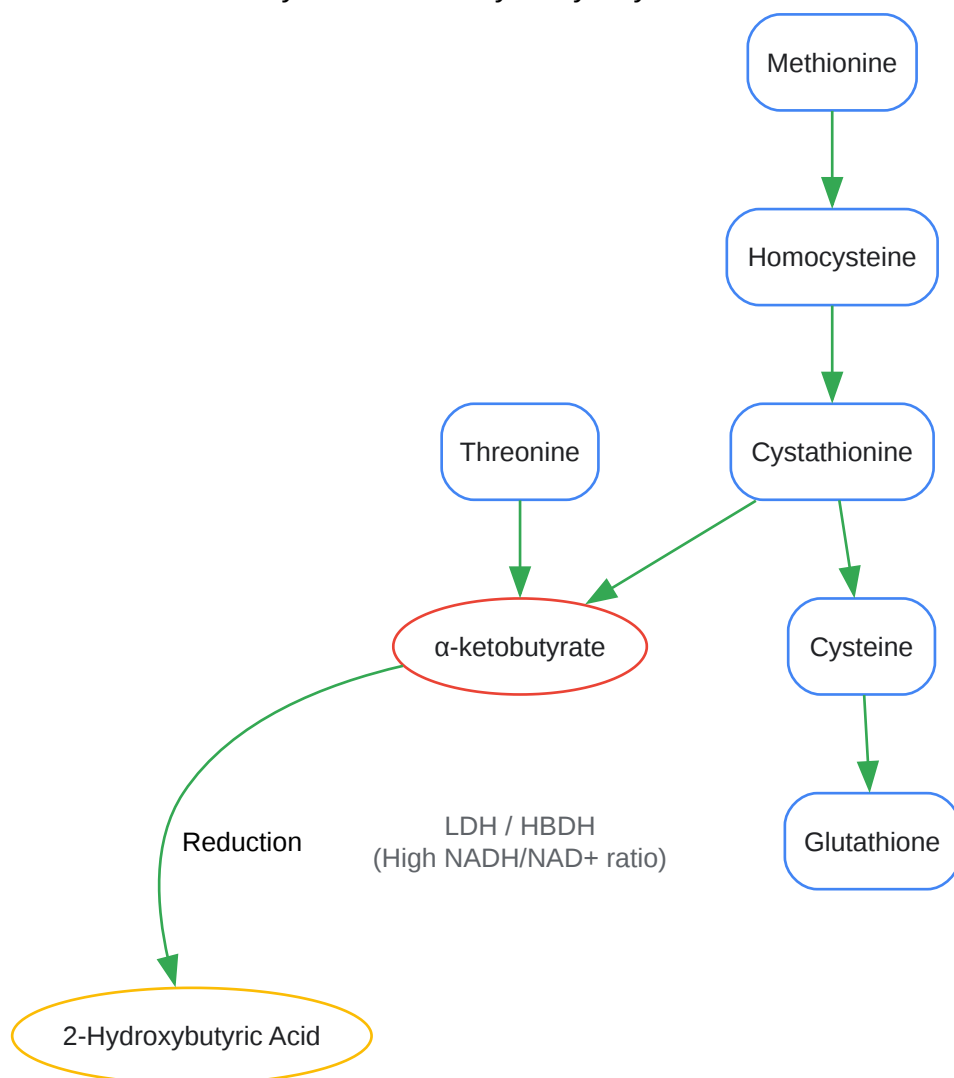 Methionine
Homocysteine
Threonine
Cystathionine
α-ketobutyrate
Cysteine
Reduction
LDH / HBDH
(High NADH/NAD+ ratio)
Glutathione
2-Hydroxybutyric Acid